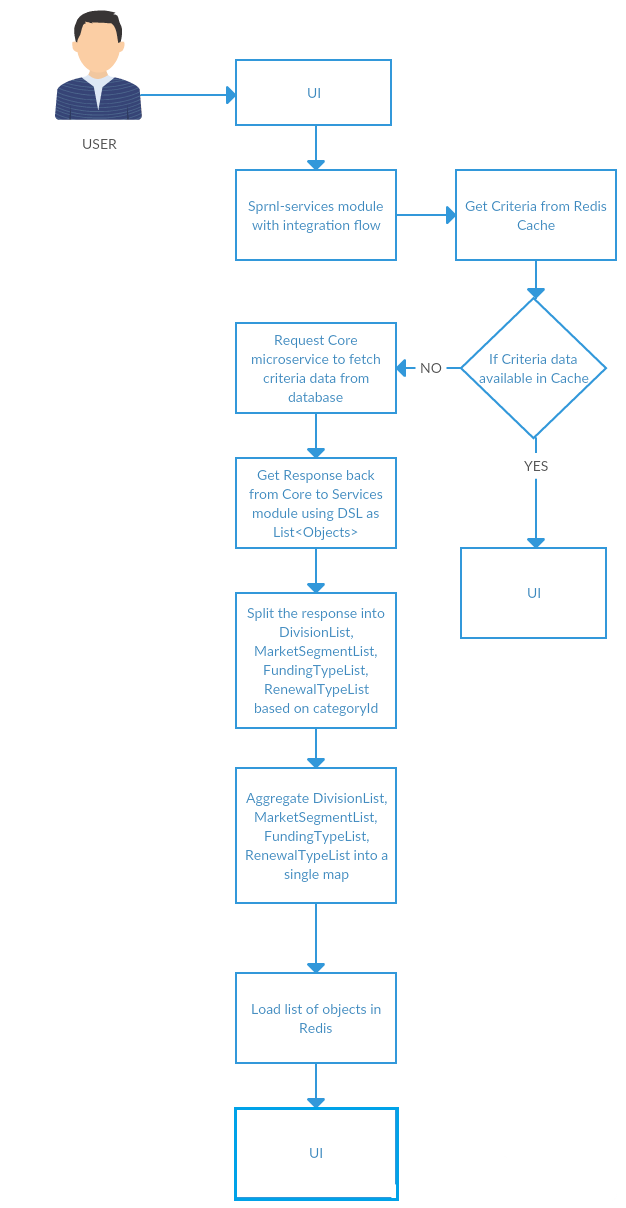 UI
USER
Sprnl-services module
with integration flow
Get Criteria from Redis
Cache
If Criteria data
available in Cache
NO
YES
UI
Request Core
microservice to fetch
criteria data from
database
Get Response back
from Core to Services
module using DSL as
List<Objects>
Split the response into
DivisionList,
MarketSegmentList,
FundingTypeList,
RenewalTypeList
based on categoryId
Aggregate DivisionList,
MarketSegmentList,
FundingTypeList,
RenewalTypeList into a
single map
Load list of objects in
Redis
UI